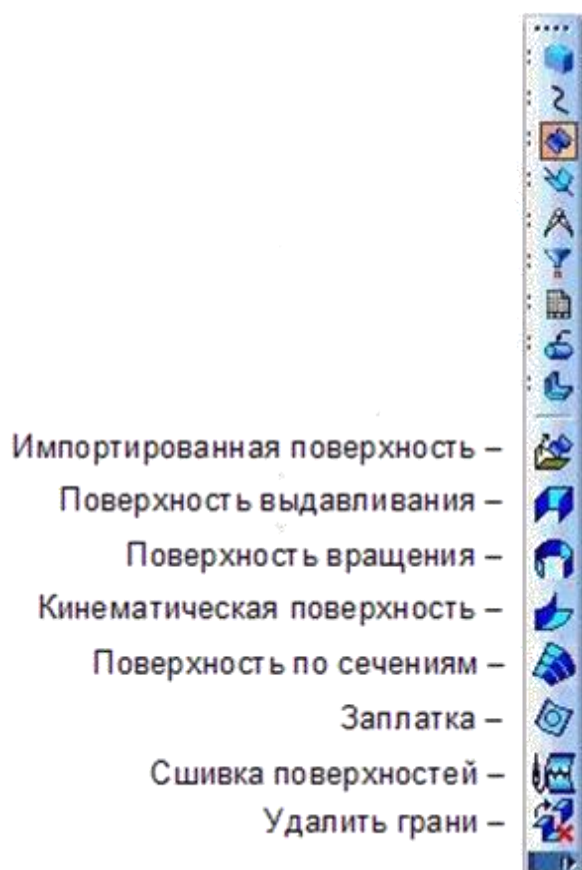 Импортированная поверхность –
Поверхность выдавливания –
Поверхность вращения –
Кинематическая поверхность –
Поверхность по сечениям –
Заплатка –
Сшивка поверхностей –
Удалить грани –